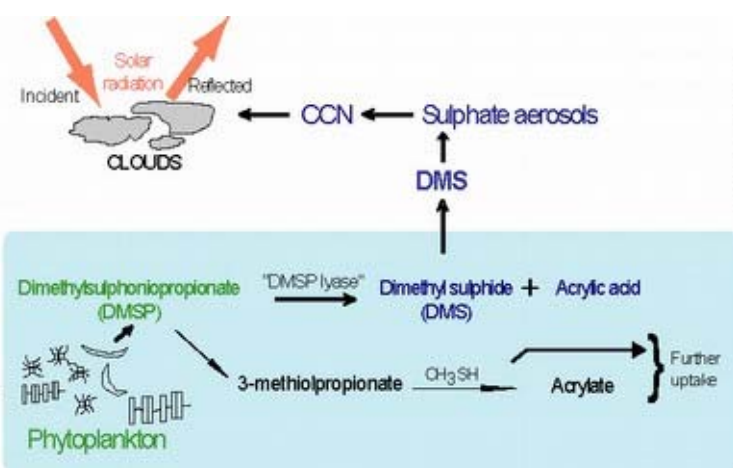 Solar
radiation
Incident
Reflected
CLOUDS
CCN
Sulphate aerosols
DMS
Dimethylsulphoniopropionate
(DMSP)
"DMSP lyase"
Dimethyl sulphide + Acrylic acid
(DMS)
3-methiolpropionate
CH₃SH
Acrylate
Further
uptake
Phytoplankton